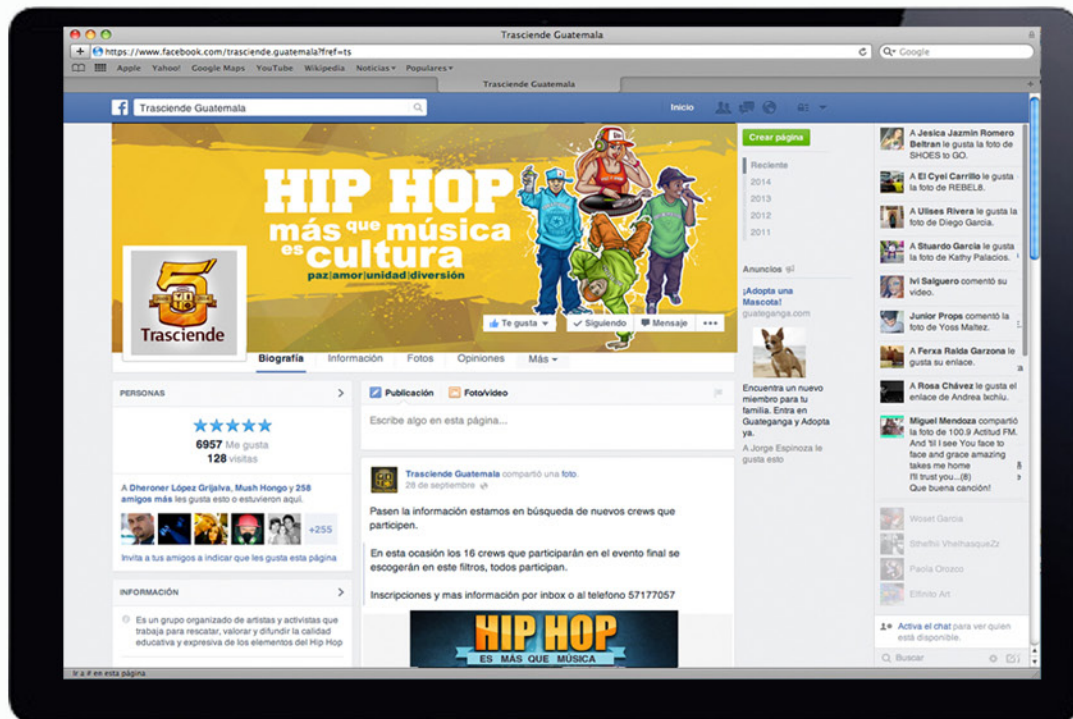 Trasciende Guatemala
https://www.facebook.com/trasciende.guatemala?fref=ts
Google
Apple Yahoo! Google Maps YouTube Wikipedia Noticias Populares
Trasciende Guatemala
Trasciende Guatemala
Inicio
HIP HOP
más que música
es cultura
paz|amor|unidad|diversión
5
Trasciende
Te gusta
Siguiendo
Mensaje
Biografía Información Fotos Opiniones Más
PERSONAS
6957 Me gusta
128 visitas
A Dheroner López Grijalva, Mush Hongo y 258
amigos más les gusta esto o estuvieron aquí.
+255
Invita a tus amigos a indicar que les gusta esta página
INFORMACIÓN
Es un grupo organizado de artistas y activistas que
trabaja para rescatar, valorar y difundir la calidad
educativa y expresiva de los elementos del Hip Hop
Publicación Foto/video
Escribe algo en esta página...
Trasciende Guatemala compartió una foto.
28 de septiembre
Pasen la información estamos en búsqueda de nuevos crews que
participen.
En esta ocasión los 16 crews que participarán en el evento final se
escogerán en este filtros, todos participan.
Inscripciones y mas información por inbox o al telefono 57177057
HIP HOP
ES MÁS QUE MÚSICA
Crear página
Reciente
2014
2013
2012
2011
Anuncios
¡Adopta una
Mascota!
guateganga.com
Encuentra un nuevo
miembro para tu
familia. Entra en
Guateganga y Adopta
ya.
A Jorge Espinoza le
gusta esto
A Jesica Jazmin Romero
Beltran le gusta la foto de
SHOES to GO.
A El Cyel Carrillo le gusta
la foto de REBEL8.
A Ulises Rivera le gusta la
foto de Diego Garcia.
A Stuardo Garcia le gusta
la foto de Kathy Palacios.
Ivi Salguero comentó su
video.
Junior Props comentó la
foto de Yoss Maltez.
A Ferxa Ralda Garzona le
gusta su enlace.
A Rosa Chávez le gusta el
enlace de Andrea Ixchíu.
Miguel Mendoza compartió
la foto de 100.9 Actitud FM.
And 'til I see You face to
face and grace amazing
takes me home
I'll trust you...(8)
Que buena canción!
Woset Garcia
Sthefhii VhelhasqueZz
Paola Orozco
Elfinito Art
Activa el chat para ver quien
está disponible.
Buscar
Ir a # en esta página